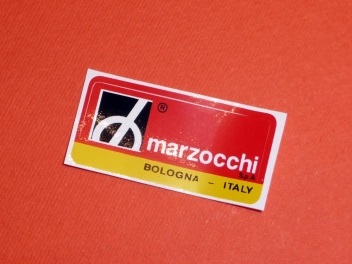 ®
marzocchi
S.p.A.
BOLOGNA - ITALY